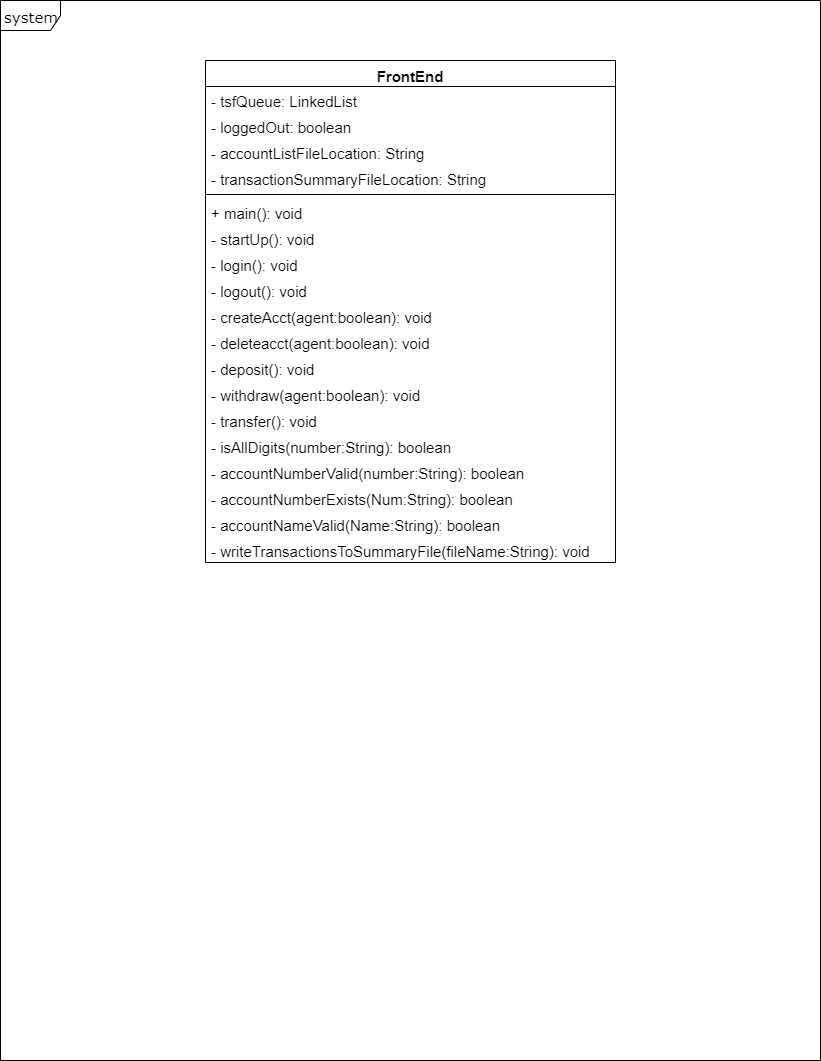 system
FrontEnd
- tsfQueue: LinkedList
- loggedOut: boolean
- accountListFileLocation: String
- transactionSummaryFileLocation: String
+ main(): void
- startUp(): void
- login(): void
- logout(): void
- createAcct(agent:boolean): void
- deleteacct(agent:boolean): void
- deposit(): void
- withdraw(agent:boolean): void
- transfer(): void
- isAllDigits(number:String): boolean
- accountNumberValid(number:String): boolean
- accountNumberExists(Num:String): boolean
- accountNameValid(Name:String): boolean
- writeTransactionsToSummaryFile(fileName:String): void